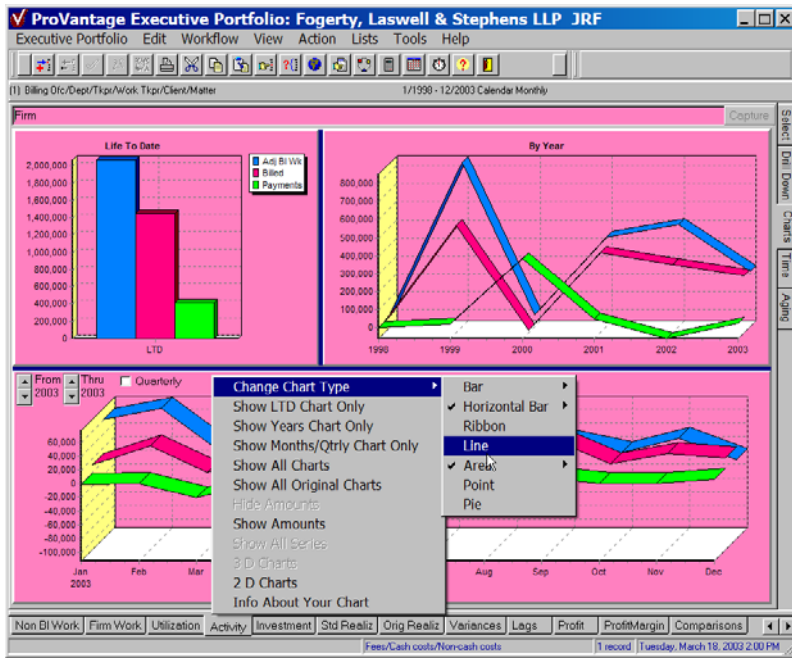 ProVantage Executive Portfolio: Fogerty, Laswell & Stephens LLP JRF
Executive Portfolio Edit Workflow View Action Lists Tools Help
(1) Billing Ofc/Dept/Tkpr/Work Tkpr/Client/Matter 1/1998 - 12/2003 Calendar Monthly
Firm Capture
Select
Drill Down
Charts
Time
Aging
Life To Date
2,000,000
1,800,000
1,600,000
1,400,000
1,200,000
1,000,000
800,000
600,000
400,000
200,000
0
LTD
Adj Bl Wk
Billed
Payments
By Year
800,000
700,000
600,000
500,000
400,000
300,000
200,000
100,000
0
1998 1999 2000 2001 2002 2003
From Thru Quarterly
2003 2003
60,000
40,000
20,000
0
-20,000
-40,000
-60,000
-80,000
-100,000
Jan Feb Mar Aug Sep Oct Nov Dec
2003
Change Chart Type
Show LTD Chart Only
Show Years Chart Only
Show Months/Qtrly Chart Only
Show All Charts
Show All Original Charts
Hide Amounts
Show Amounts
Show All Series
3 D Charts
2 D Charts
Info About Your Chart
Bar
Horizontal Bar
Ribbon
Line
Areas
Point
Pie
Non Bl Work Firm Work Utilization Activity Investment Std Realiz Orig Realiz Variances Lags Profit ProfitMargin Comparisons
Fees/Cash costs/Non-cash costs 1 record Tuesday, March 18, 2003 2:00 PM